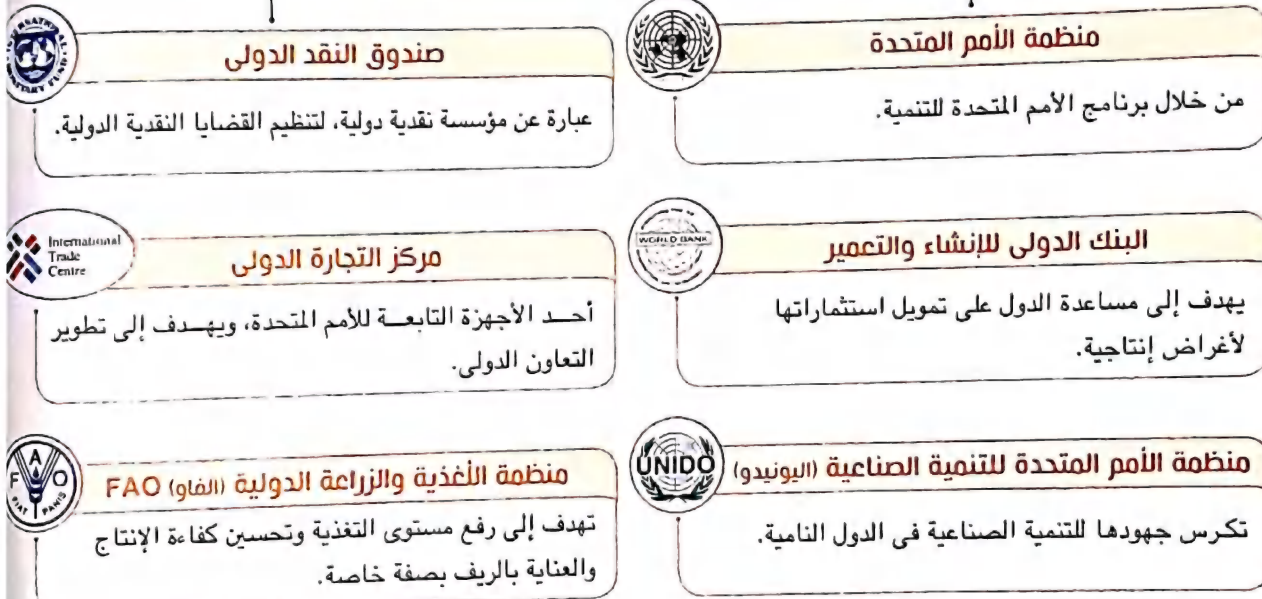 منظمة الأمم المتحدة
من خلال برنامج الأمم المتحدة للتنمية.
صندوق النقد الدولى
عبارة عن مؤسسة نقدية دولية، لتنظيم القضايا النقدية الدولية.
WORLD BANK
البنك الدولى للإنشاء والتعمير
يهدف إلى مساعدة الدول على تمويل استثماراتها
لأغراض إنتاجية.
International
Trade
Centre
مركز التجارة الدولى
أحد الأجهزة التابعة للأمم المتحدة، ويهدف إلى تطوير
التعاون الدولى.
UNIDO
منظمة الأمم المتحدة للتنمية الصناعية (اليونيدو)
تكرس جهودها للتنمية الصناعية فى الدول النامية.
F A O
FIAT PANIS
منظمة الأغذية والزراعة الدولية (الفاو) FAO
تهدف إلى رفع مستوى التغذية وتحسين كفاءة الإنتاج
والعناية بالريف بصفة خاصة.